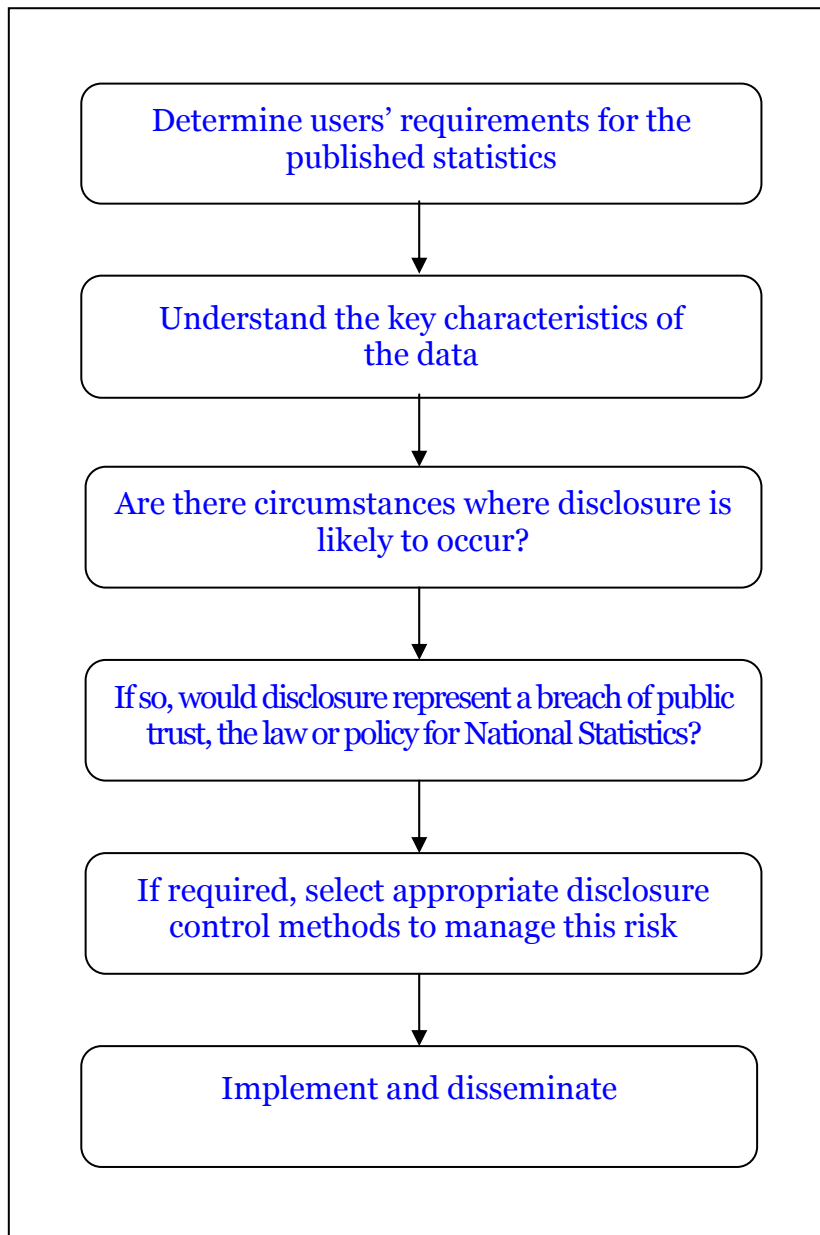 Determine users’ requirements for the
published statistics
Understand the key characteristics of
the data
Are there circumstances where disclosure is
likely to occur?
If so, would disclosure represent a breach of public
trust, the law or policy for National Statistics?
If required, select appropriate disclosure
control methods to manage this risk
Implement and disseminate